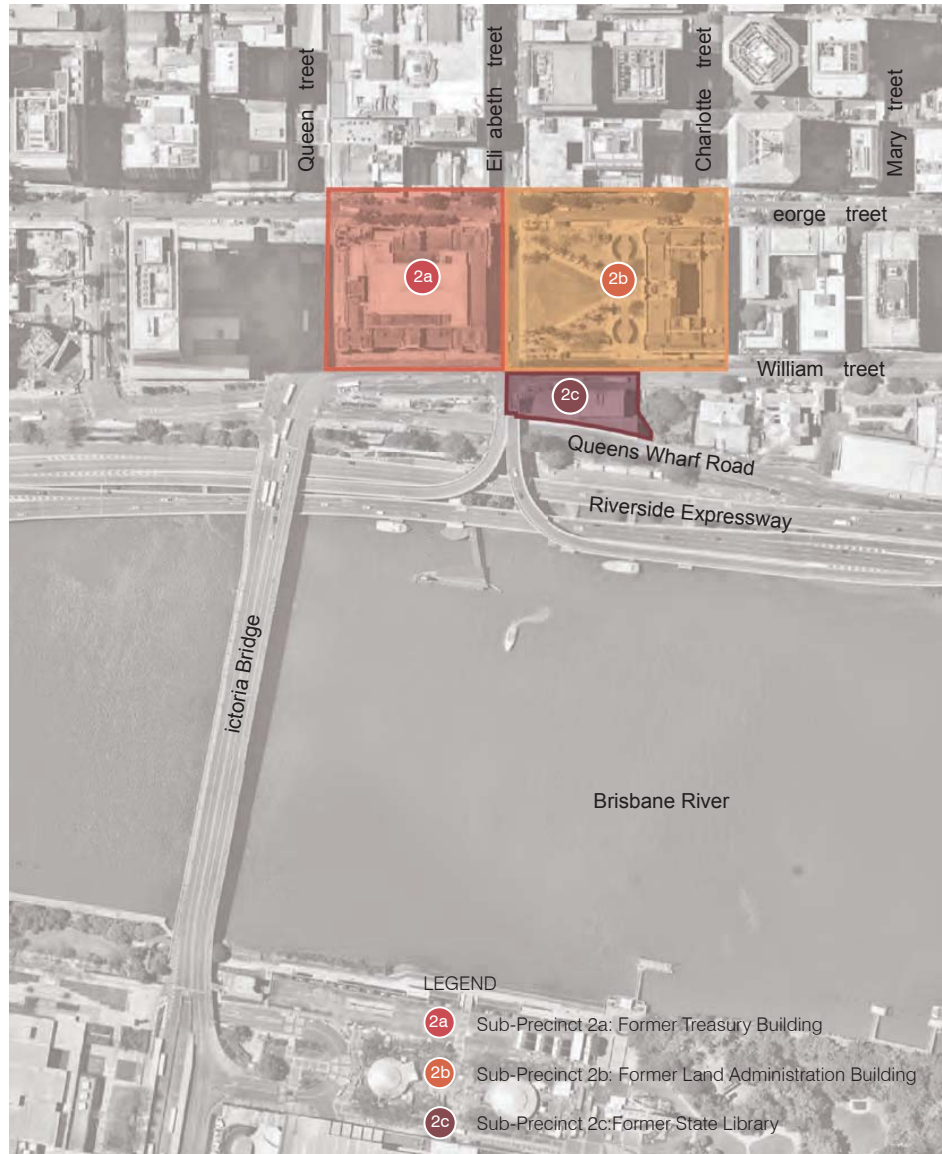 Queen treet
Eli abeth treet
Charlotte treet
Mary treet
eorge treet
2a
2b
William treet
2c
Queens Wharf Road
Riverside Expressway
ictoria Bridge
Brisbane River
LEGEND
2a Sub-Precinct 2a: Former Treasury Building
2b Sub-Precinct 2b: Former Land Administration Building
2c Sub-Precinct 2c:Former State Library